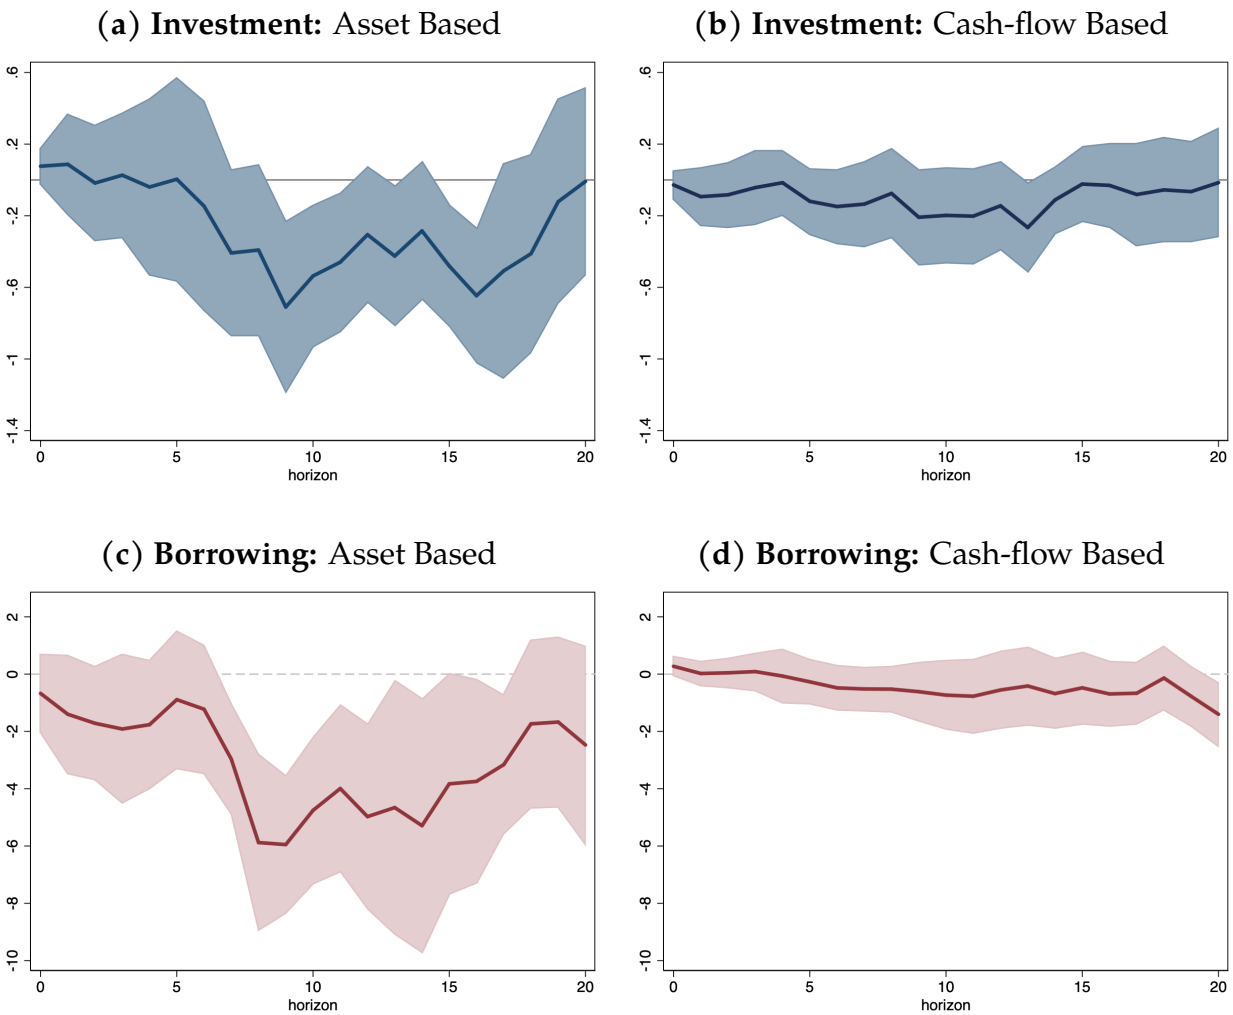 (a) Investment: Asset Based
.6
.2
-.2
-.6
-1
-1.4
0 5 10 15 20
horizon
(b) Investment: Cash-flow Based
.6
.2
-.2
-.6
-1
-1.4
0 5 10 15 20
horizon
(c) Borrowing: Asset Based
2
0
-2
-4
-6
-8
-10
0 5 10 15 20
horizon
(d) Borrowing: Cash-flow Based
2
0
-2
-4
-6
-8
-10
0 5 10 15 20
horizon